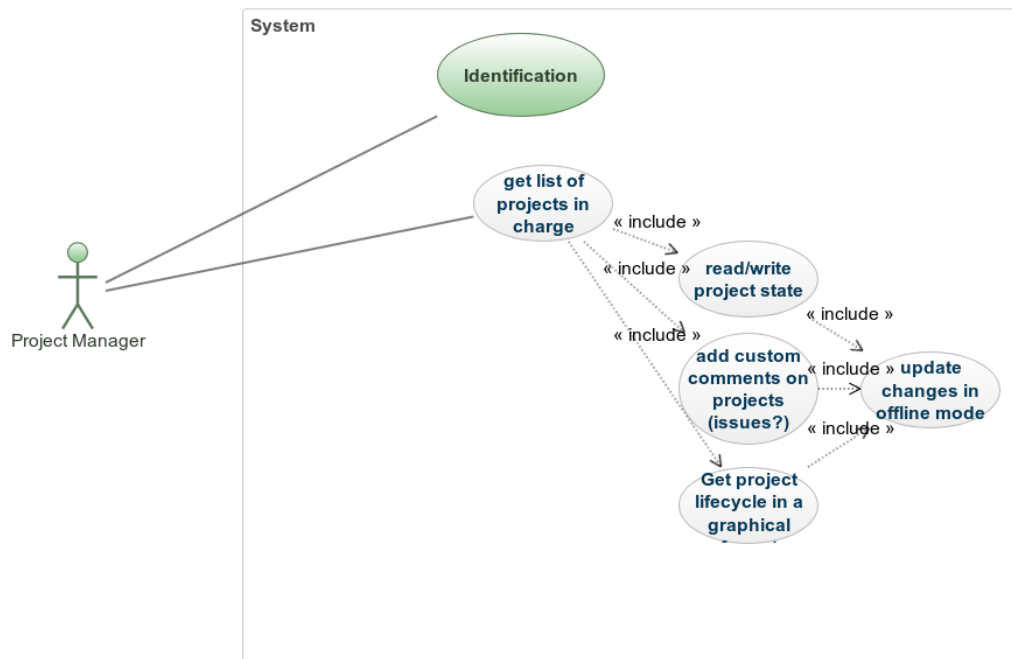 System
Identification
get list of
projects in
charge
« include »
« include »
read/write
project state
« include »
« include »
Project Manager
add custom
comments on
projects
(issues?)
« include »
update
changes in
offline mode
« include »
Get project
lifecycle in a
graphical